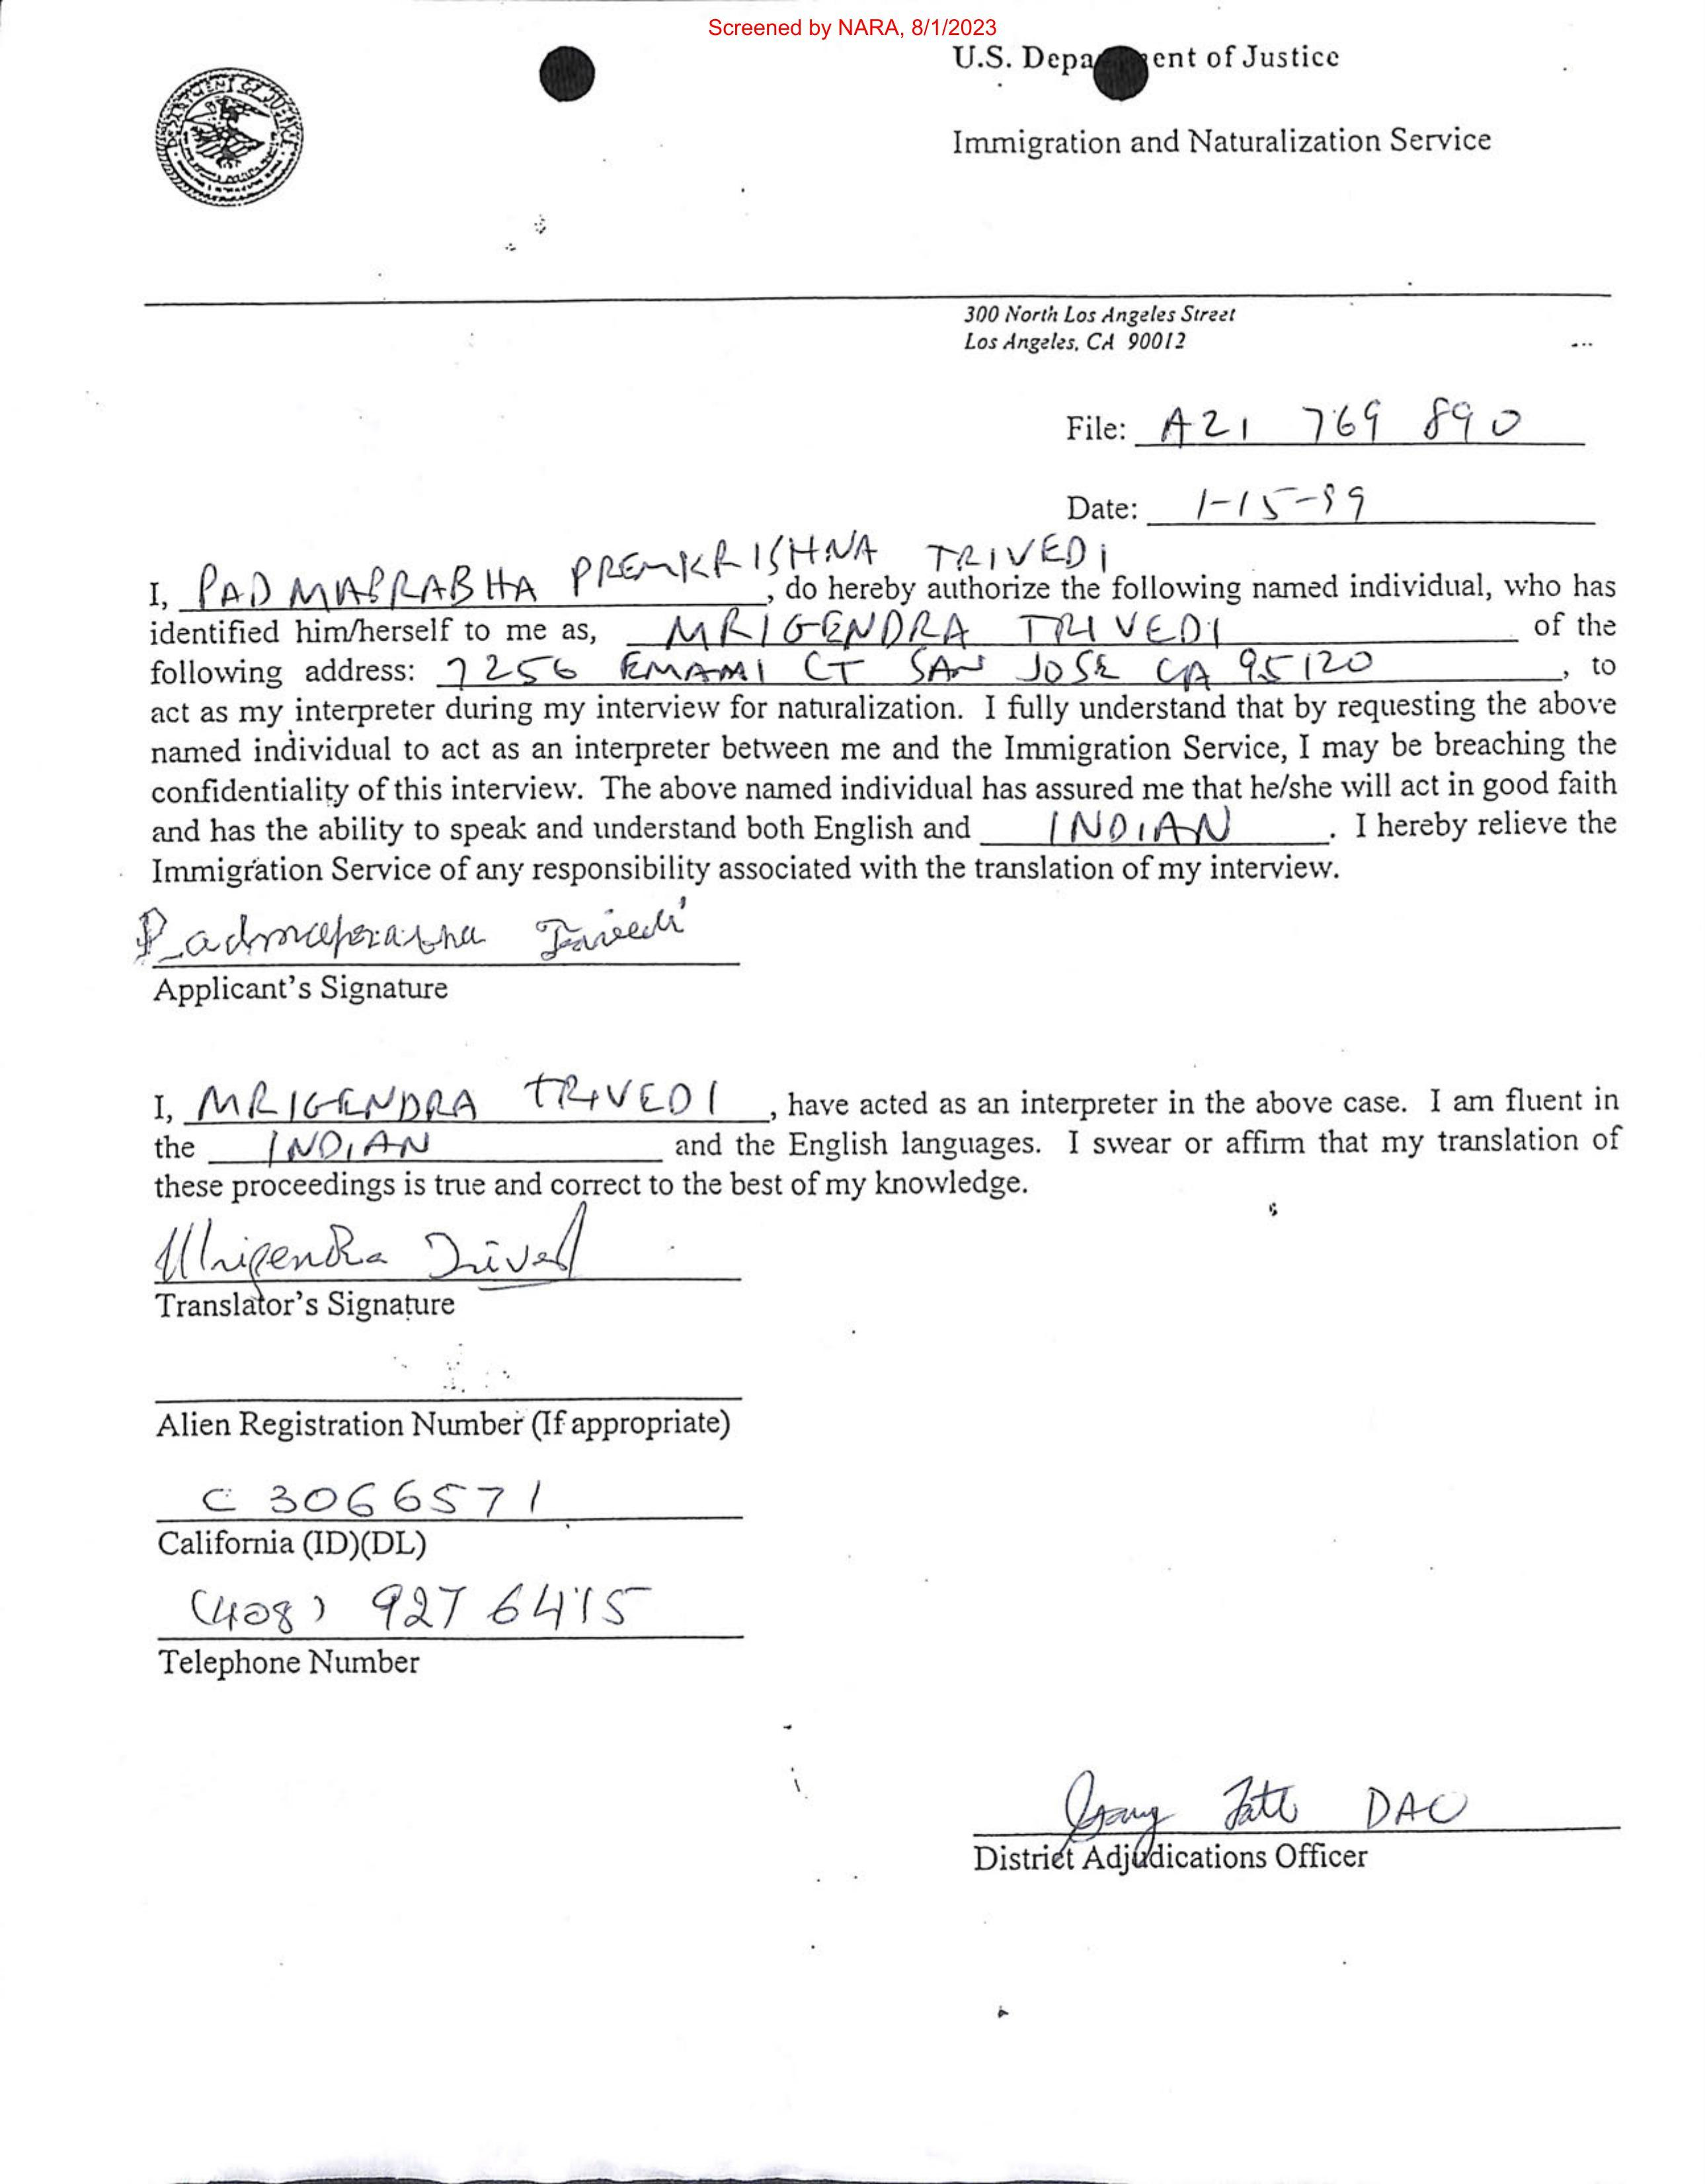 Screened by NARA, 8/1/2023
U.S. Depa ent of Justice
Immigration and Naturalization Service
300 North Los Angeles Street
Los Angeles, CA 90012
File: A21 769 890
Date: 1-15-99
PREMKRISHNA TRIVEDI
I, PADMAPRABHA , do hereby authorize the following named individual, who has
identified him/herself to me as, MRIGENDRA TRIVEDI of the
following address: 7256 EMAMI CT SAN JOSE CA 95120 , to
act as my interpreter during my interview for naturalization. I fully understand that by requesting the above
named individual to act as an interpreter between me and the Immigration Service, I may be breaching the
confidentiality of this interview. The above named individual has assured me that he/she will act in good faith
and has the ability to speak and understand both English and INDIAN . I hereby relieve the
Immigration Service of any responsibility associated with the translation of my interview.
Padmaprabha Trivedi
Applicant's Signature
I, MRIGENDRA TRIVEDI , have acted as an interpreter in the above case. I am fluent in
the INDIAN and the English languages. I swear or affirm that my translation of
these proceedings is true and correct to the best of my knowledge.
Mrigendra Trivedi
Translator's Signature
Alien Registration Number (If appropriate)
C 3066571
California (ID)(DL)
(408) 927 6415
Telephone Number
DAO
District Adjudications Officer